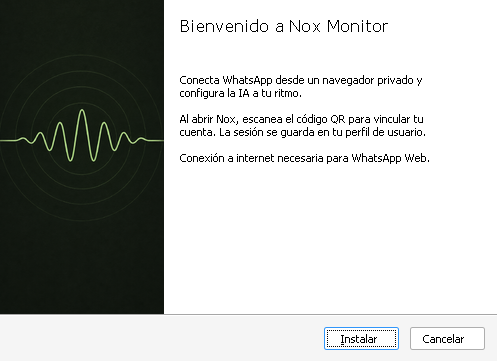 Bienvenido a Nox Monitor
Conecta WhatsApp desde un navegador privado y
configura la IA a tu ritmo.
Al abrir Nox, escanea el código QR para vincular tu
cuenta. La sesión se guarda en tu perfil de usuario.
Conexión a internet necesaria para WhatsApp Web.
Instalar
Cancelar